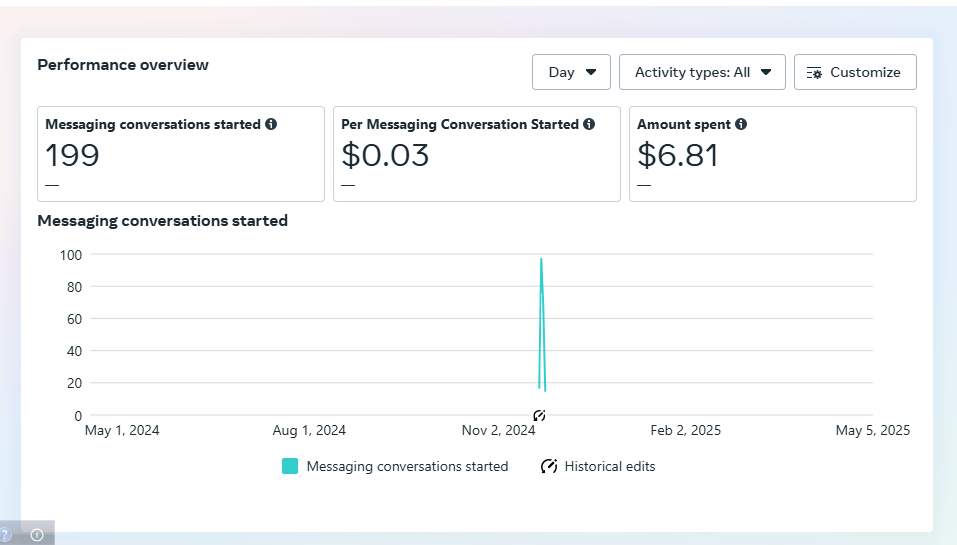 Performance overview
Day
Activity types: All
Customize
Messaging conversations started
199
—
Per Messaging Conversation Started
$0.03
—
Amount spent
$6.81
—
Messaging conversations started
100
80
60
40
20
0
May 1, 2024
Aug 1, 2024
Nov 2, 2024
Feb 2, 2025
May 5, 2025
Messaging conversations started
Historical edits